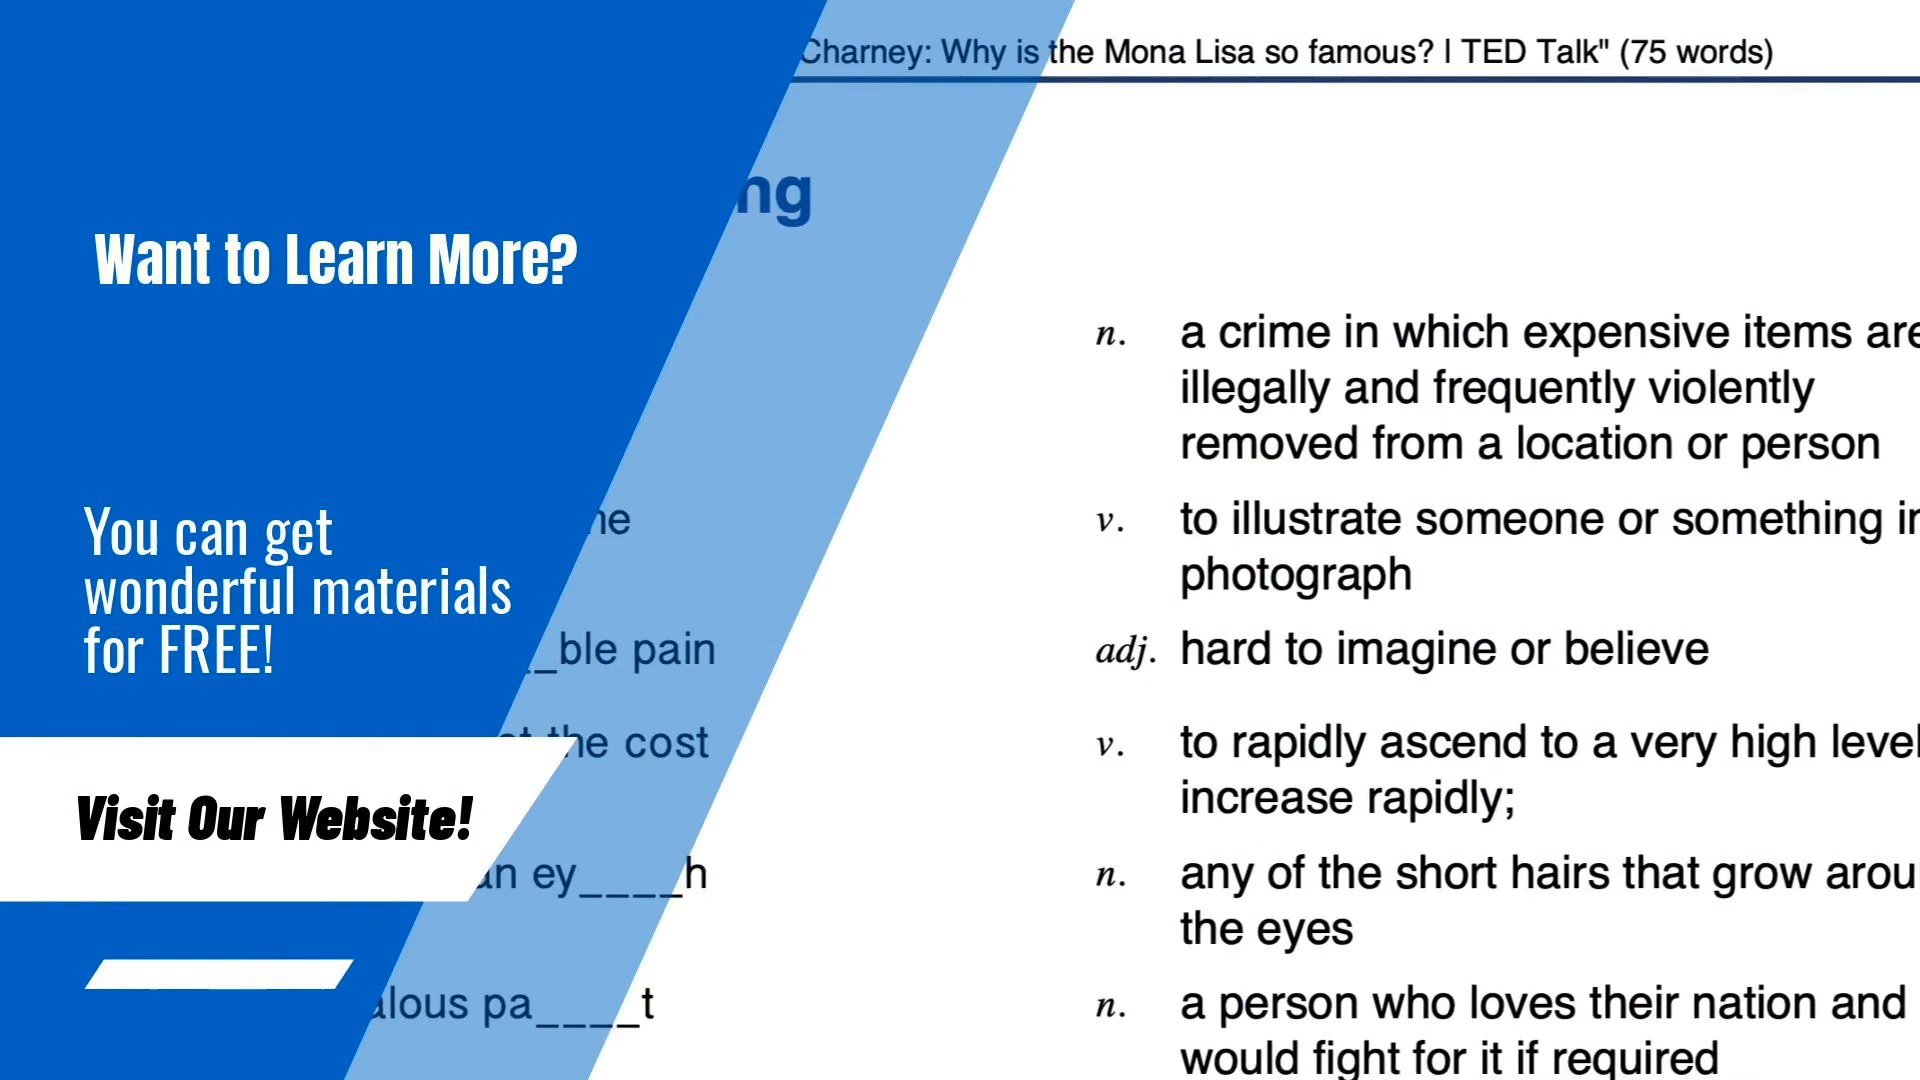 Charney: Why is the Mona Lisa so famous? | TED Talk" (75 words)
ng
Want to Learn More?
You can get
wonderful materials
for FREE!
Visit Our Website!
n. a crime in which expensive items are
illegally and frequently violently
removed from a location or person
v. to illustrate someone or something in
photograph
_ble pain
adj. hard to imagine or believe
the cost
v. to rapidly ascend to a very high level
increase rapidly;
ey____h
n. any of the short hairs that grow arou
the eyes
alous pa____t
n. a person who loves their nation and
would fight for it if required